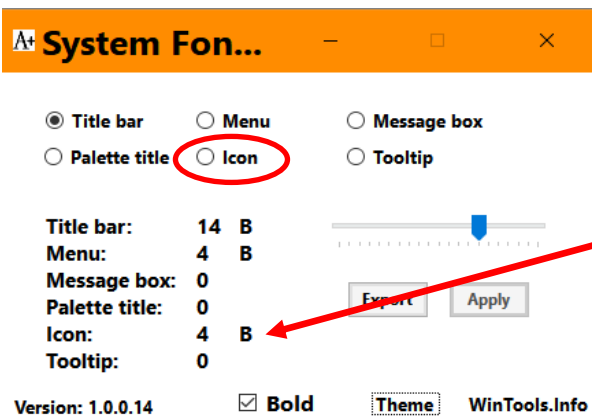 A+ System Fon...
Title bar Menu Message box
Palette title Icon Tooltip
Title bar: 14 B
Menu: 4 B
Message box: 0
Palette title: 0
Icon: 4 B
Tooltip: 0
Export Apply
Version: 1.0.0.14 Bold Theme WinTools.Info